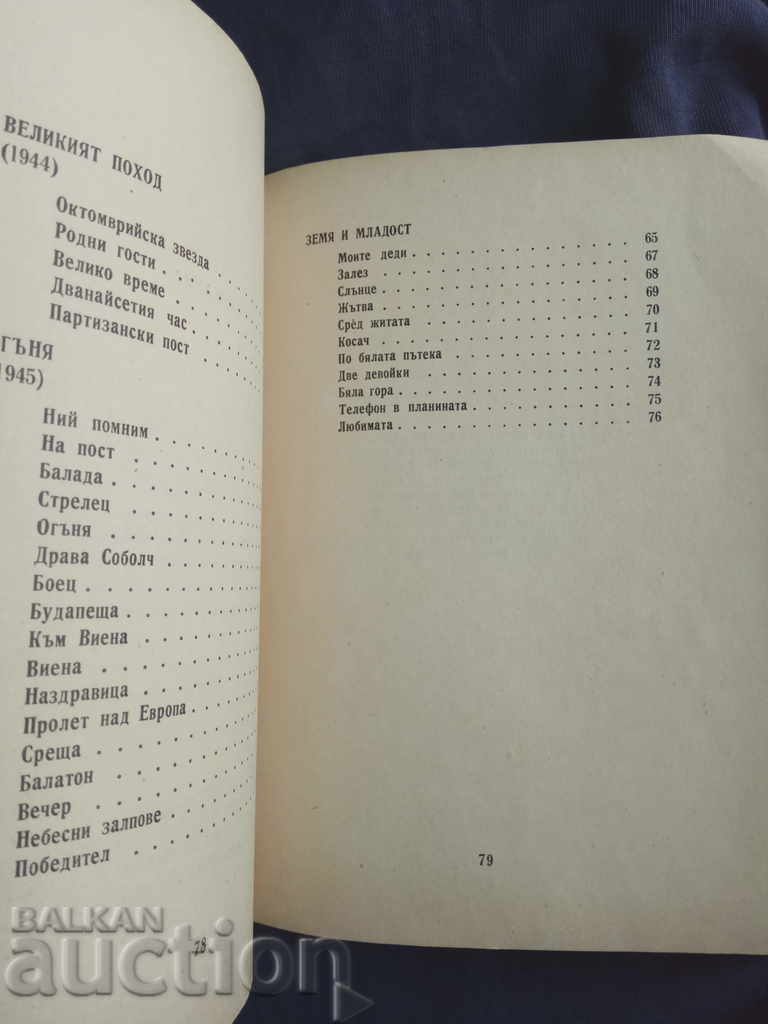 ВЕЛИКИЯТ ПОХОД
(1944)
Октомврийска звезда
Родни гости
Велико време
Дванайсетия час
Партизански пост
ГЪНЯ
1945)
Ний помним
На пост
Балада
Стрелец
Огъня
Драва Соболч
Боец
Будапеща
Към Виена
Виена
Наздравица
Пролет над Европа
Среща
Балатон
Вечер
Небесни залпове
Победител
78
ЗЕМЯ И МЛАДОСТ 65
Моите деди 67
Залез 68
Слънце 69
Жътва 70
Сред житата 71
Косач 72
По бялата пътека 73
Две девойки 74
Бяла гора 75
Телефон в планината 76
Любимата
79
BALKAN
auction